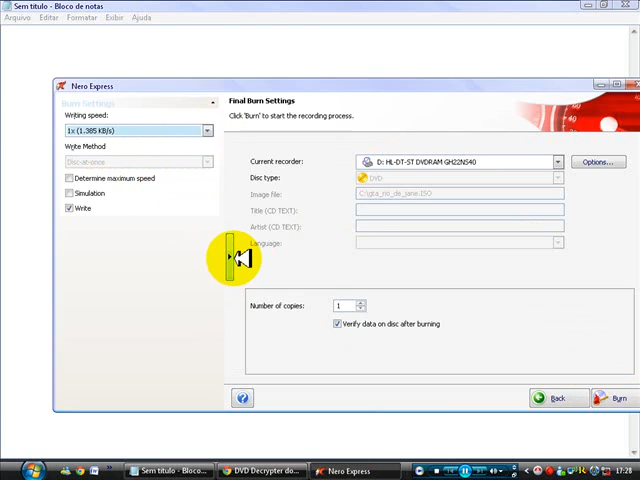 Sem título - Bloco de notas
Arquivo Editar Formatar Exibir Ajuda
Nero Express
Burn Settings
Writing speed:
1x (1.385 KB/s)
Write Method
Disc-at-once
Determine maximum speed
Simulation
Write
Final Burn Settings
Click 'Burn' to start the recording process.
Current recorder:
D: HL-DT-ST DVDRAM GH22NS40
Options...
Disc type:
DVD
Image file:
C:\gta_rio_de_jane.ISO
Title (CD TEXT):
Artist (CD TEXT):
Language:
Number of copies:
1
Verify data on disc after burning
Back
Burn
Sem título - Bloco...
DVD Decrypter do...
Nero Express
17:28